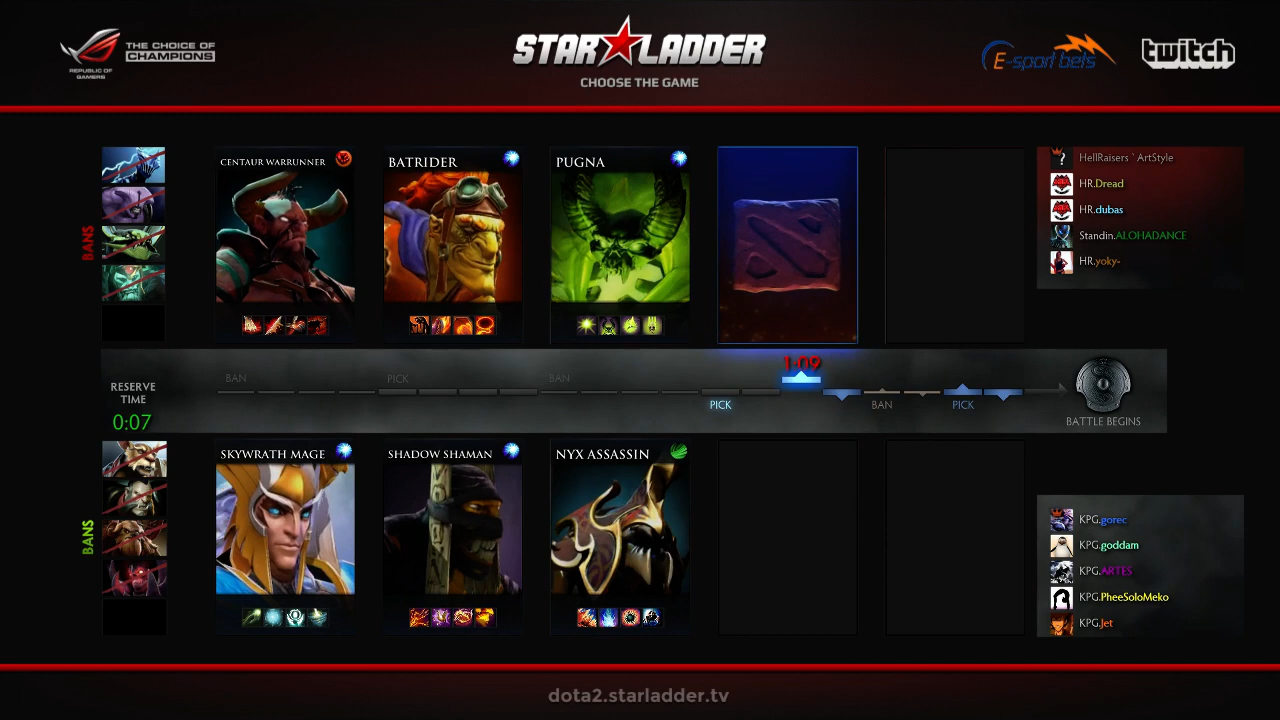 THE CHOICE OF
CHAMPIONS
REPUBLIC OF
GAMERS
STAR LADDER
CHOOSE THE GAME
E-sport bets
twitch
BANS
CENTAUR WARRUNNER
BATRIDER
PUGNA
HellRaisers ` ArtStyle
HR.Dread
HR.dubas
Standin.ALOHADANCE
HR.yoky-
RESERVE
TIME
0:07
BAN
PICK
BAN
PICK
1:09
BAN
PICK
BATTLE BEGINS
BANS
SKYWRATH MAGE
SHADOW SHAMAN
NYX ASSASSIN
KPG.gorec
KPG.goddam
KPG.ARTES
KPG.PheeSoloMeko
KPG.Jet
dota2.starladder.tv